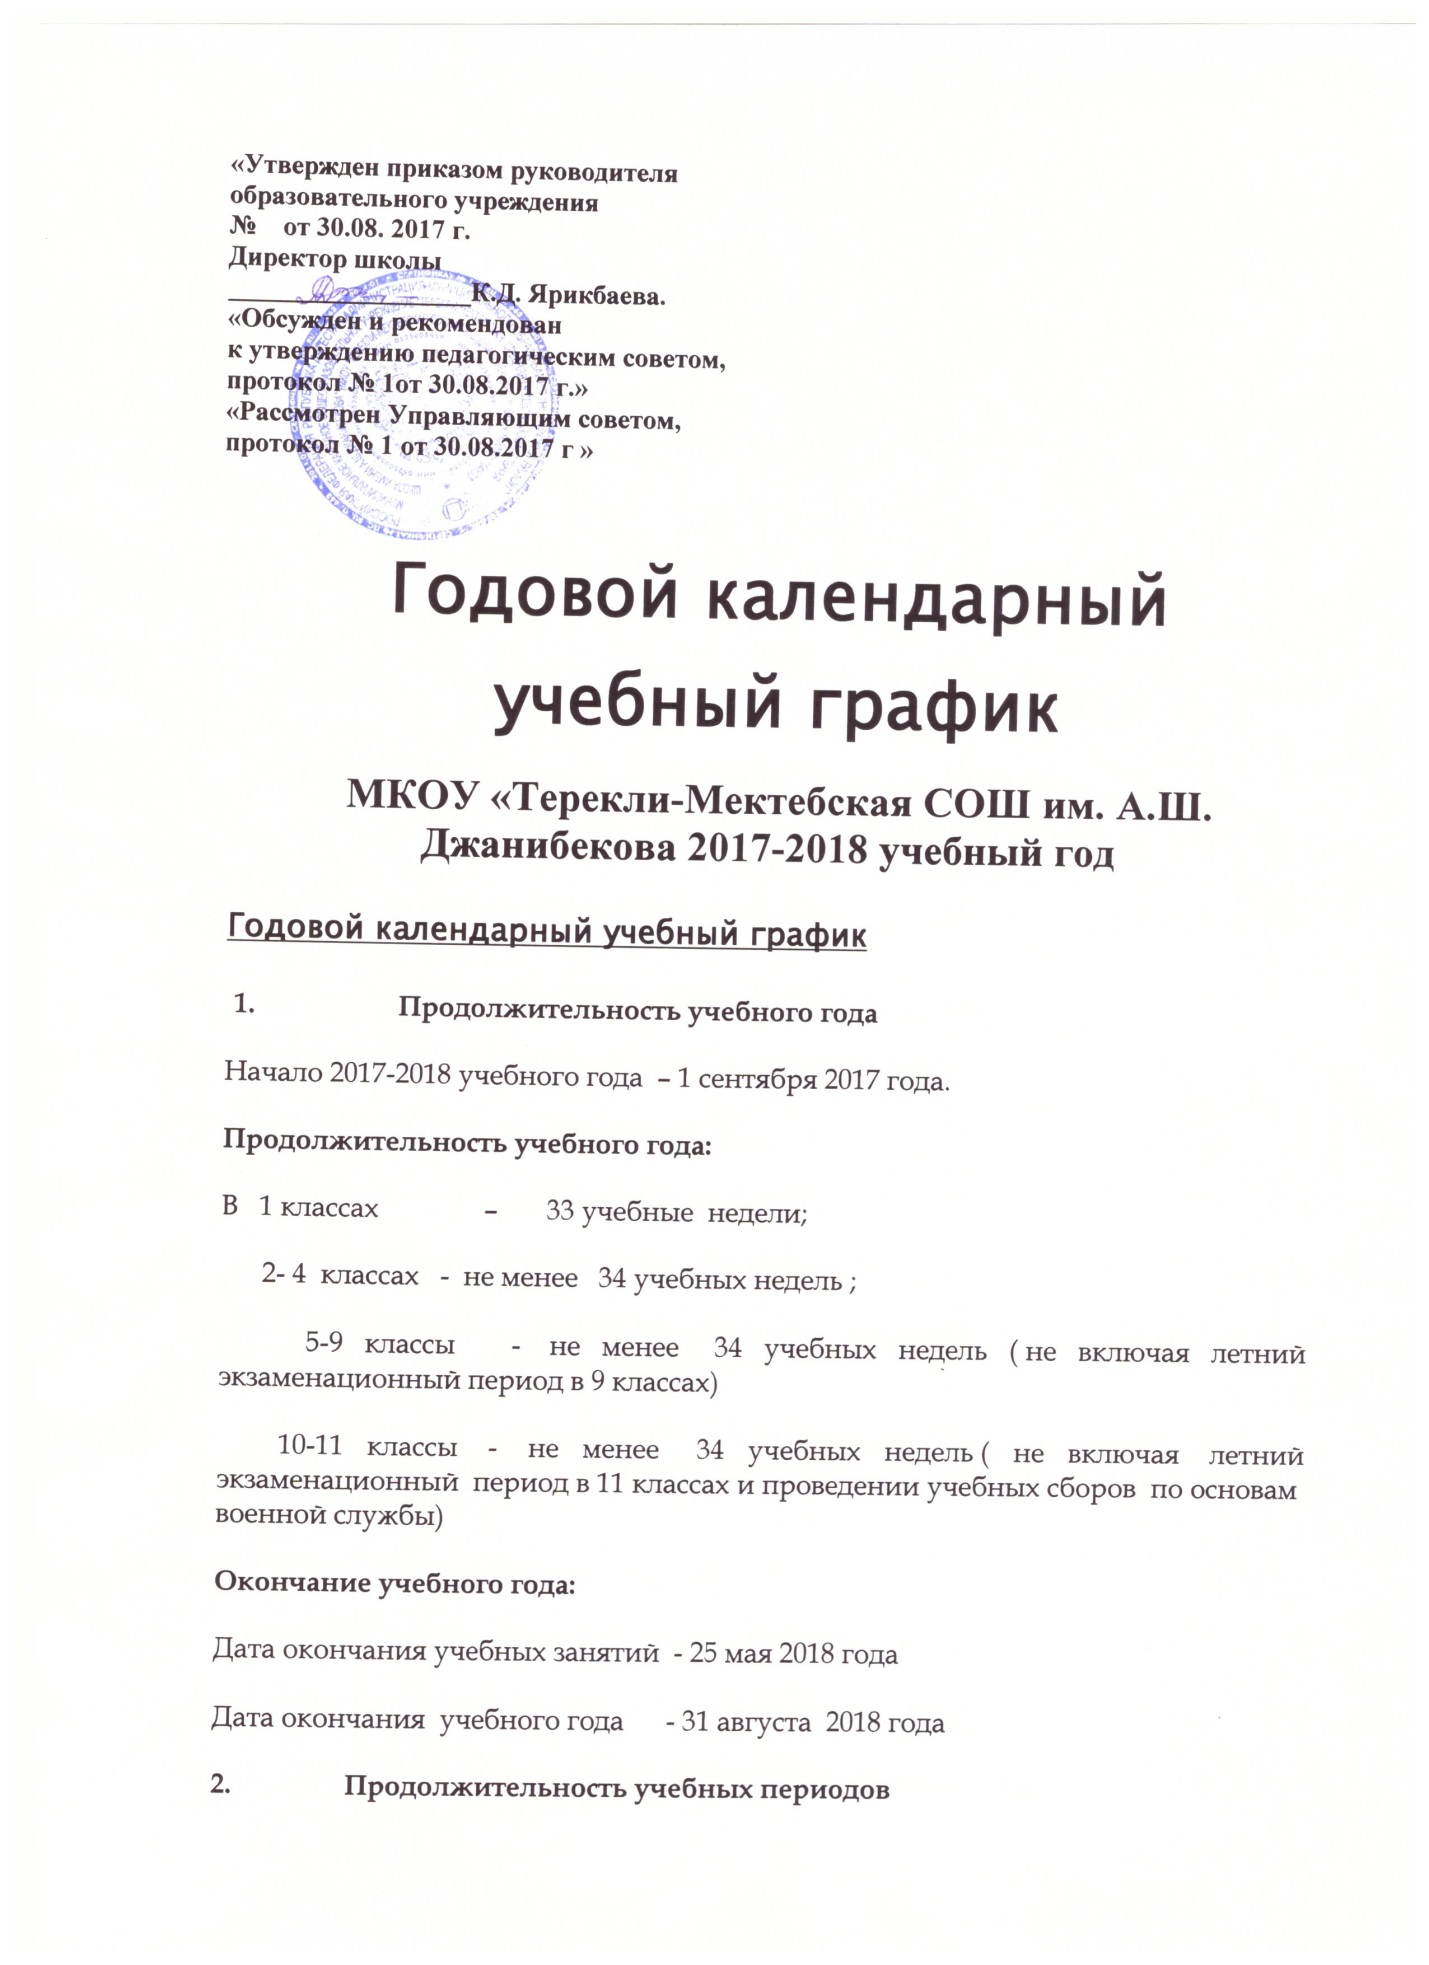 «Утвержден приказом руководителя
образовательного учреждения
№ от 30.08. 2017 г.
Директор школы
__________________К.Д. Ярикбаева.
«Обсужден и рекомендован
к утверждению педагогическим советом,
протокол № 1от 30.08.2017 г.»
«Рассмотрен Управляющим советом,
протокол № 1 от 30.08.2017 г »
Годовой календарный
учебный график
МКОУ «Терекли-Мектебская СОШ им. А.Ш.
Джанибекова 2017-2018 учебный год
Годовой календарный учебный график
1. Продолжительность учебного года
Начало 2017-2018 учебного года – 1 сентября 2017 года.
Продолжительность учебного года:
В 1 классах – 33 учебные недели;
2- 4 классах - не менее 34 учебных недель ;
5-9 классы - не менее 34 учебных недель ( не включая летний
экзаменационный период в 9 классах)
10-11 классы - не менее 34 учебных недель ( не включая летний
экзаменационный период в 11 классах и проведении учебных сборов по основам
военной службы)
Окончание учебного года:
Дата окончания учебных занятий - 25 мая 2018 года
Дата окончания учебного года - 31 августа 2018 года
2. Продолжительность учебных периодов